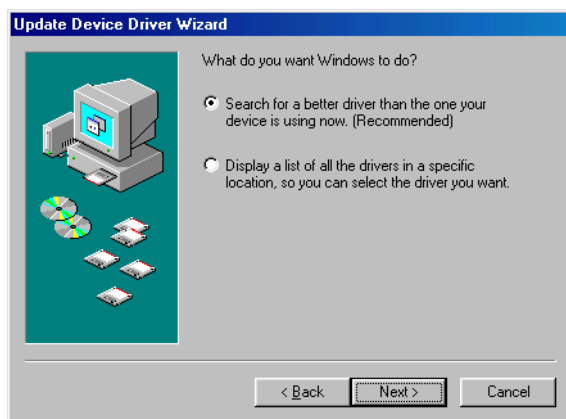 Update Device Driver Wizard
What do you want Windows to do?
Search for a better driver than the one your
device is using now. (Recommended)
Display a list of all the drivers in a specific
location, so you can select the driver you want.
< Back Next > Cancel